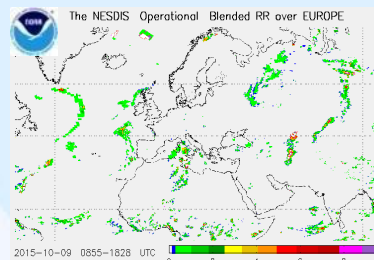 NOAA
The NESDIS Operational Blended RR over EUROPE
2015-10-09 0855-1828 UTC